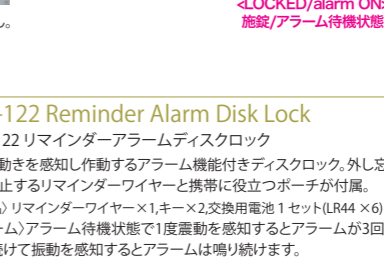 ん。
<LOCKED/alarm ON>
施錠/アラーム待機状態
-122 Reminder Alarm Disk Lock
122 リマインダーアラームディスクロック
動きを感知し作動するアラーム機能付きディスクロック。外し忘
止するリマインダーワイヤーと携帯に役立つポーチが付属。
〉リマインダーワイヤー×1,キー×2,交換用電池 1 セット(LR44 ×6)
ーム〉アラーム待機状態で1度震動を感知するとアラームが3回
続けて振動を感知するとアラームは鳴り続けます。